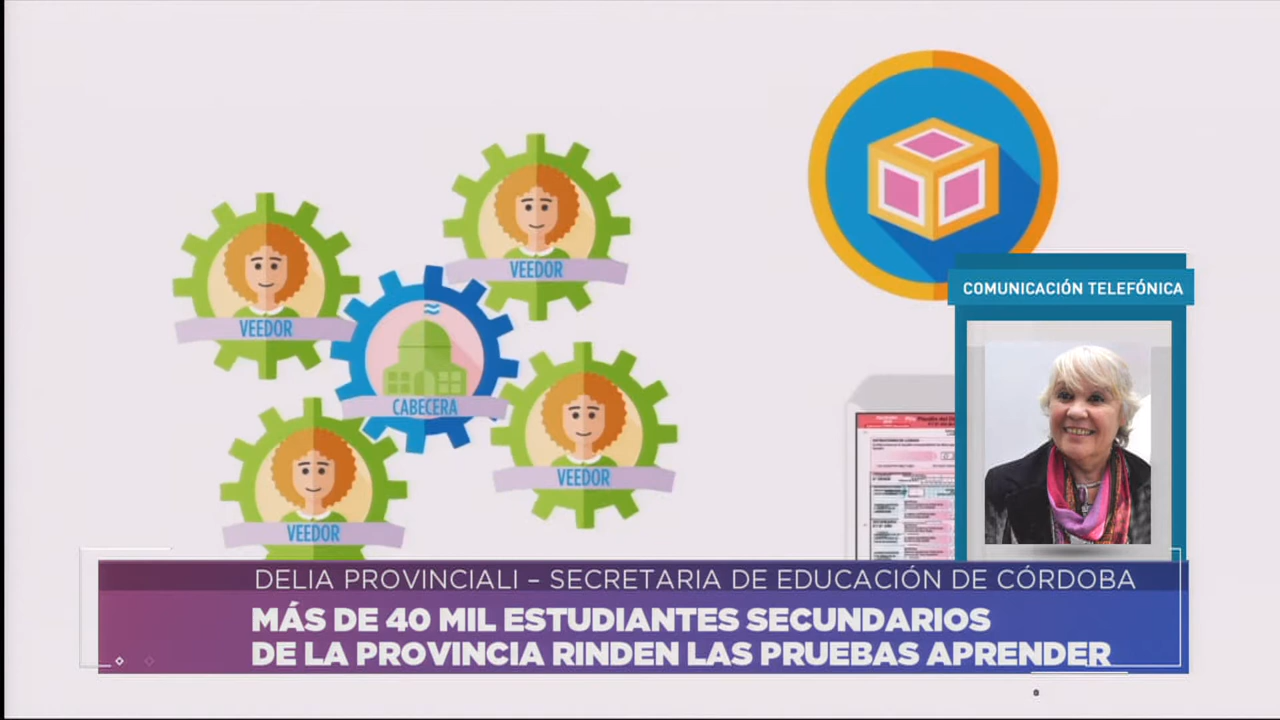 VEEDOR
VEEDOR
CABECERA
VEEDOR
VEEDOR
COMUNICACIÓN TELEFÓNICA
DELIA PROVINCIALI – SECRETARIA DE EDUCACIÓN DE CÓRDOBA
MÁS DE 40 MIL ESTUDIANTES SECUNDARIOS
DE LA PROVINCIA RINDEN LAS PRUEBAS APRENDER